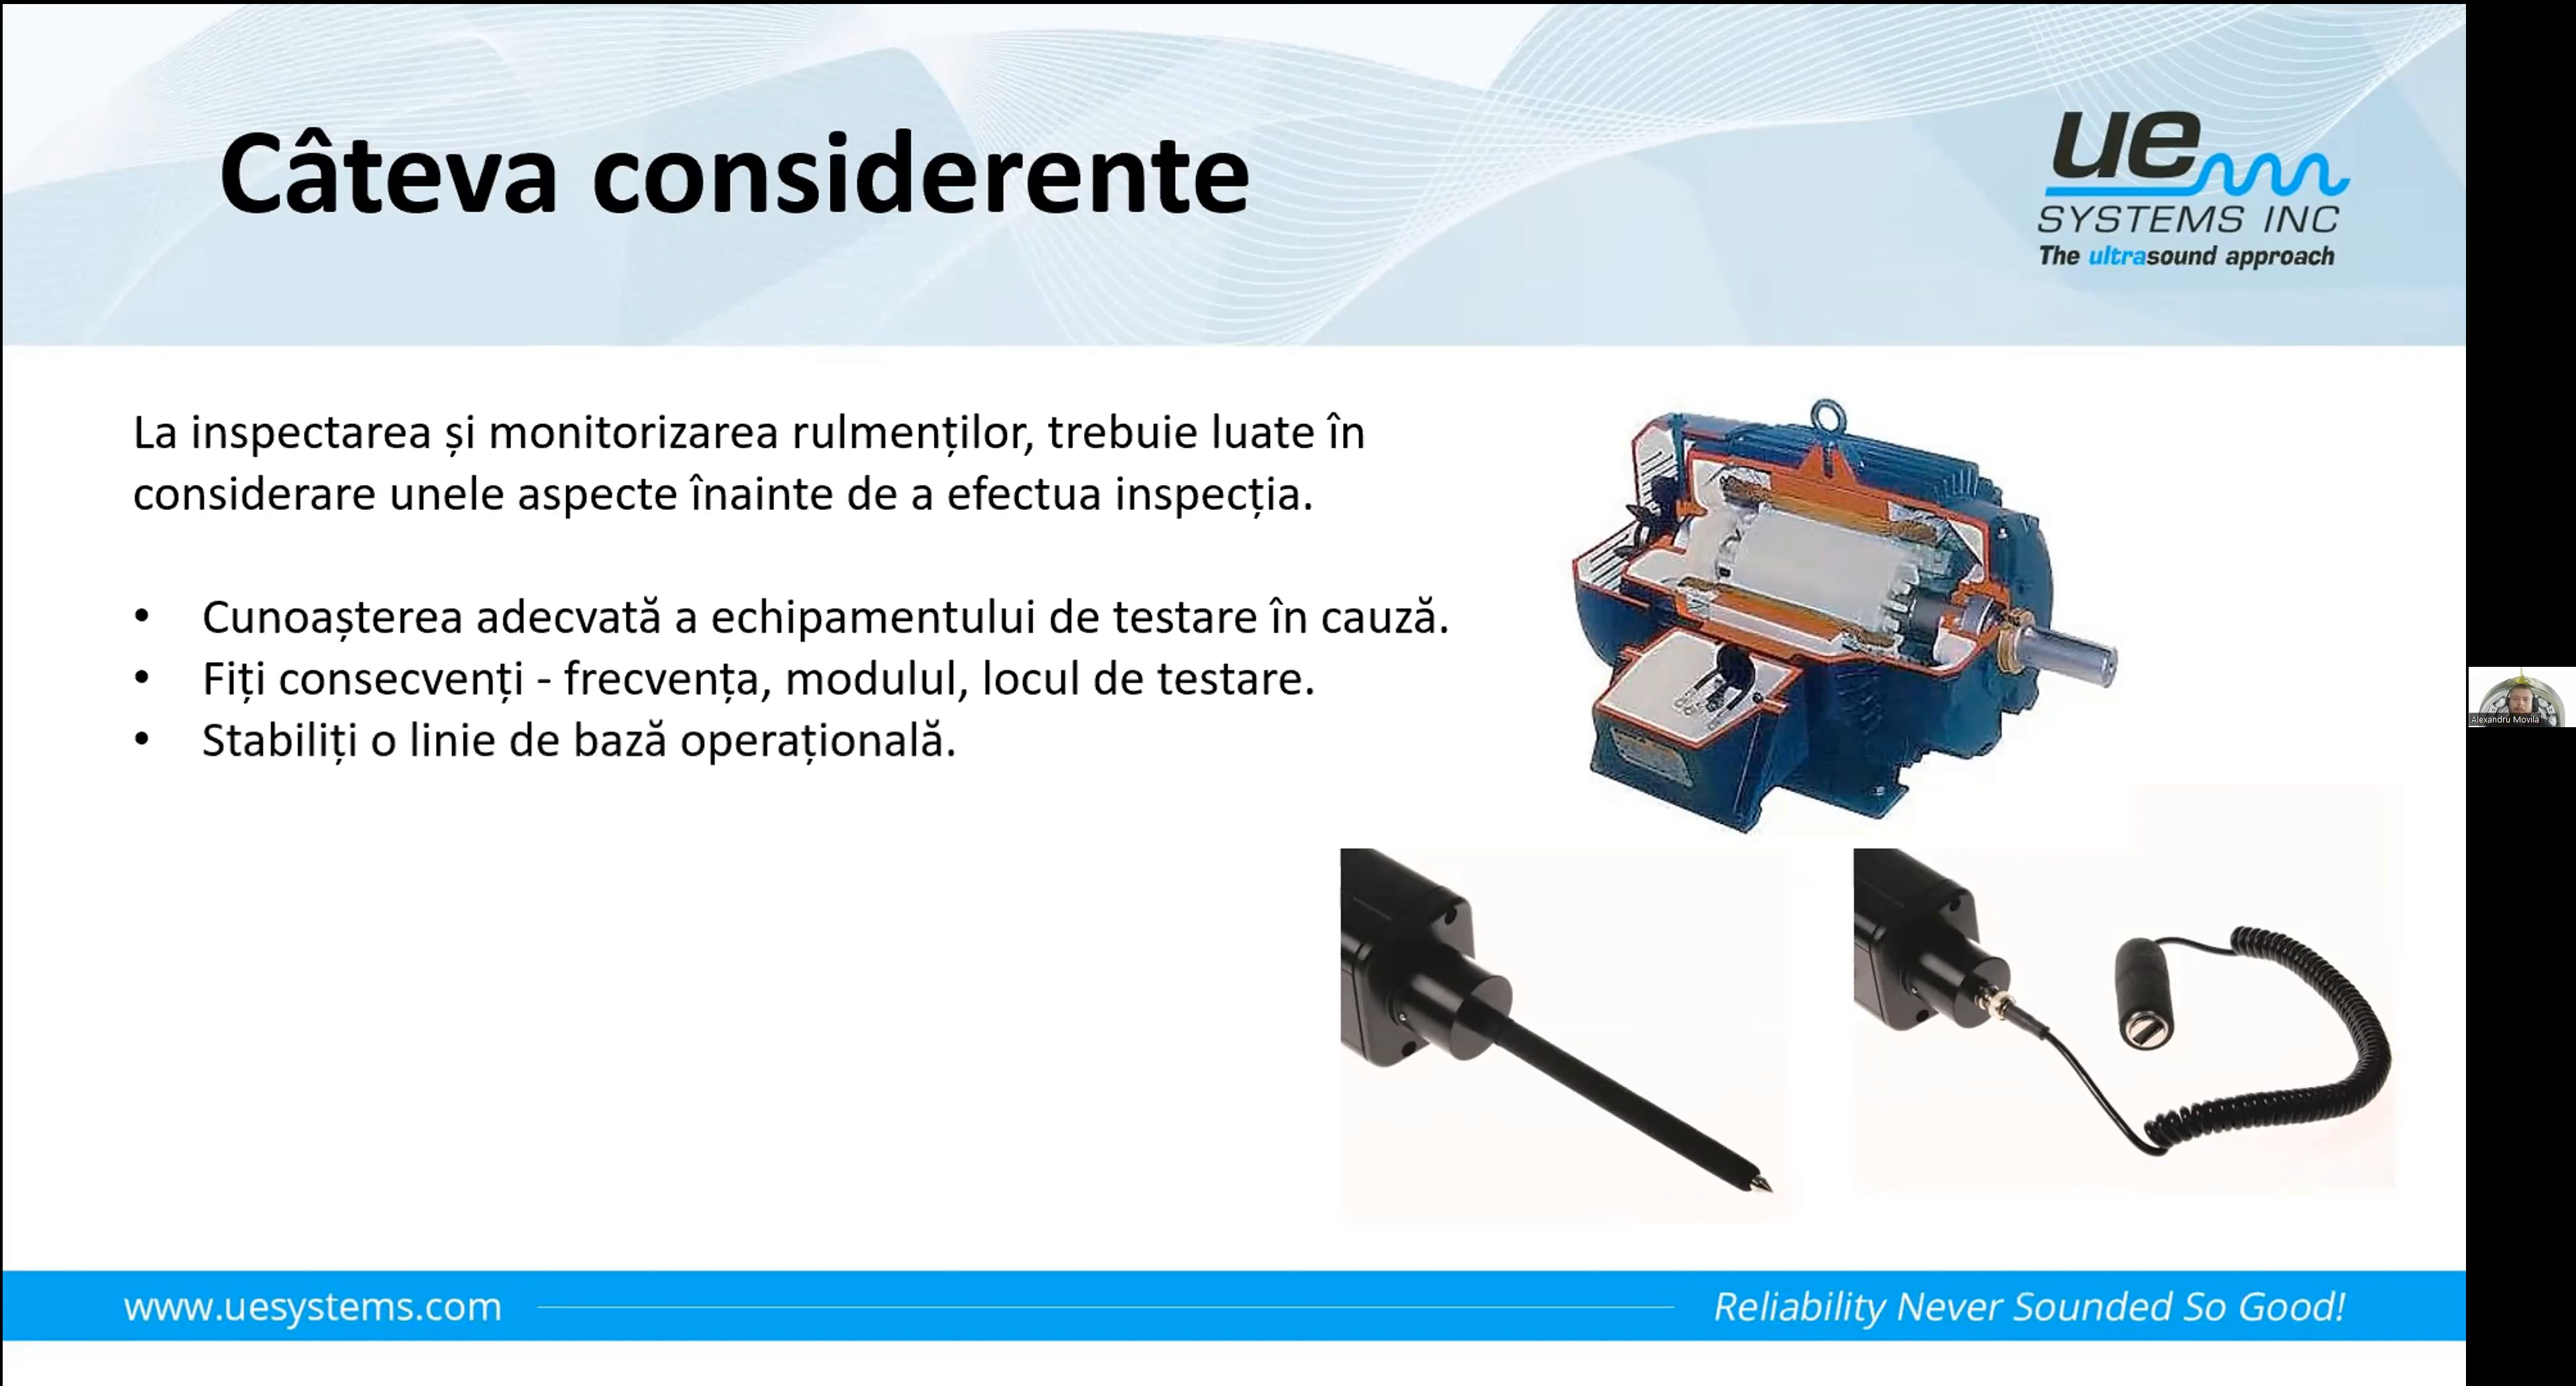 Câteva considerente
ue
SYSTEMS INC
The ultrasound approach
La inspectarea și monitorizarea rulmenților, trebuie luate în
considerare unele aspecte înainte de a efectua inspecția.
• Cunoașterea adecvată a echipamentului de testare în cauză.
• Fiți consecvenți - frecvența, modulul, locul de testare.
• Stabiliți o linie de bază operațională.
Alexandru Movila
www.uesystems.com
Reliability Never Sounded So Good!